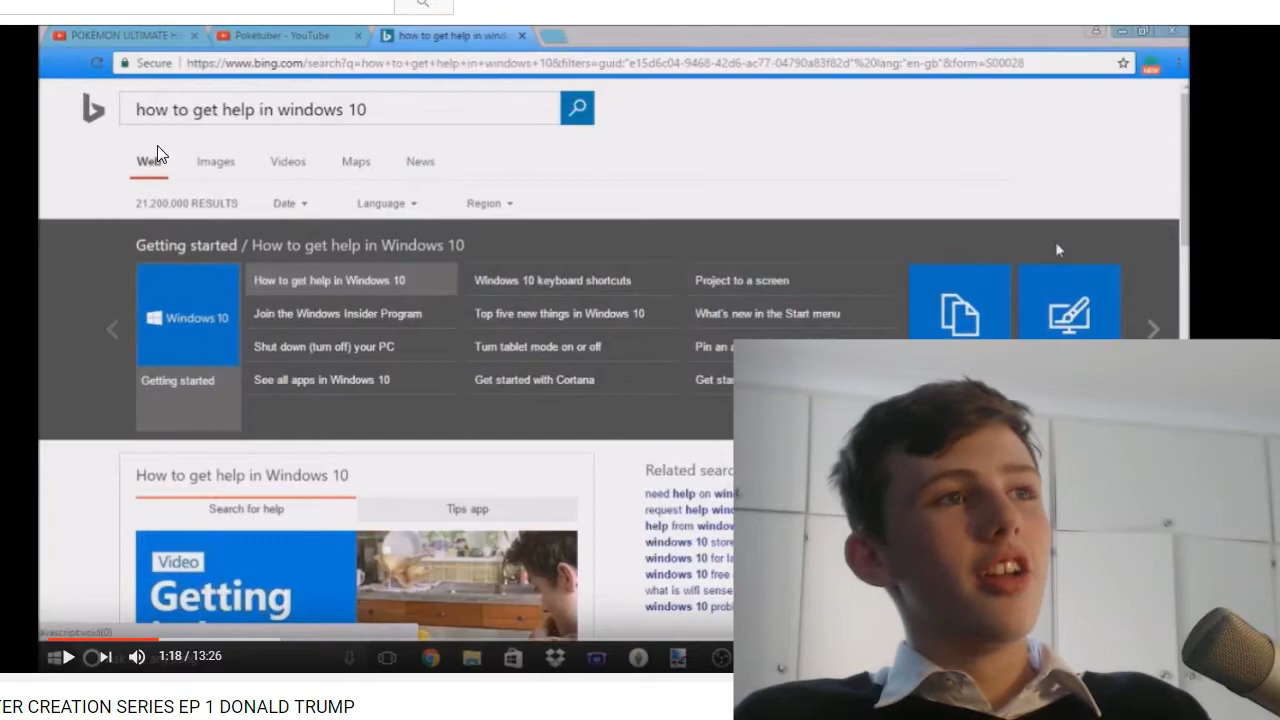 POKÉMON ULTIMATE H
Poketuber - YouTube
how to get help in wind
Secure
https://www.bing.com/search?q=how+to+get+help+in+windows 10&filters=guid:"e15d6c04-9468-42d6-ac77-04790a83f82d"%20lang:"en-gb"&form=S00028
NEW
how to get help in windows 10
Web Images Videos Maps News
21,200,000 RESULTS Date Language Region
Getting started / How to get help in Windows 10
Windows 10
Getting started
How to get help in Windows 10 Windows 10 keyboard shortcuts Project to a screen
Join the Windows Insider Program Top five new things in Windows 10 What's new in the Start menu
Shut down (turn off) your PC Turn tablet mode on or off Pin an a
See all apps in Windows 10 Get started with Cortana Get sta
How to get help in Windows 10
Search for help Tips app
Video
Getting
Related searc
need help on wind
request help wind
help from window
windows 10 store
windows 10 for la
windows 10 free
what is wifi sense
windows 10 prob
avascript:void(0)
1:18 / 13:26
TER CREATION SERIES EP 1 DONALD TRUMP